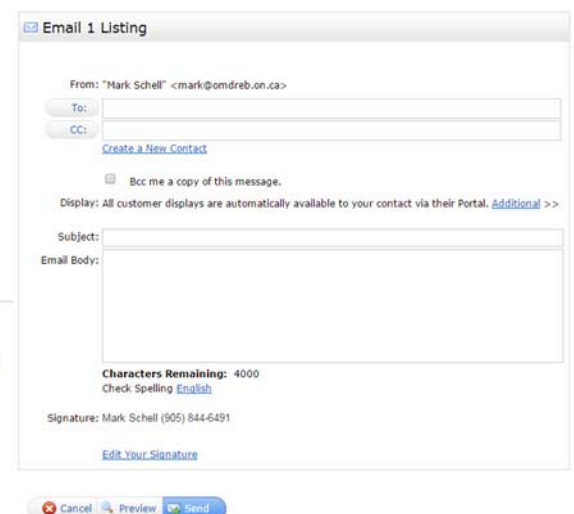 Email 1 Listing
From: "Mark Schell" <mark@omdreb.on.ca>
To:
CC:
Create a New Contact
Bcc me a copy of this message.
Display: All customer displays are automatically available to your contact via their Portal. Additional >>
Subject:
Email Body:
Characters Remaining: 4000
Check Spelling English
Signature: Mark Schell (905) 844-6491
Edit Your Signature
Cancel Preview Send